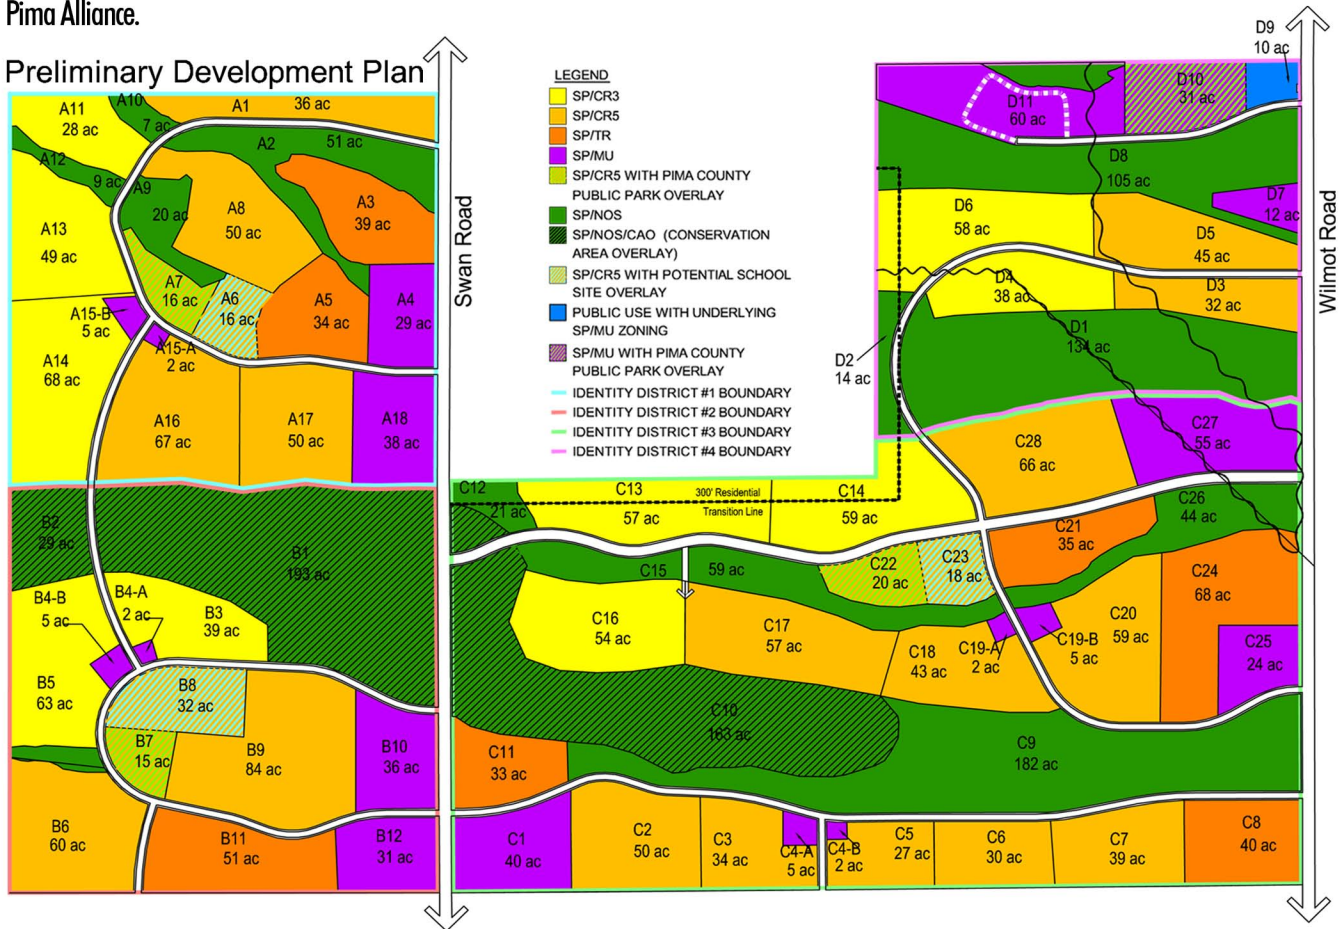 Pima Alliance.
Preliminary Development Plan
LEGEND
SP/CR3
SP/CR5
SP/TR
SP/MU
SP/CR5 WITH PIMA COUNTY
PUBLIC PARK OVERLAY
SP/NOS
SP/NOS/CAO (CONSERVATION
AREA OVERLAY)
SP/CR5 WITH POTENTIAL SCHOOL
SITE OVERLAY
PUBLIC USE WITH UNDERLYING
SP/MU ZONING
SP/MU WITH PIMA COUNTY
PUBLIC PARK OVERLAY
IDENTITY DISTRICT #1 BOUNDARY
IDENTITY DISTRICT #2 BOUNDARY
IDENTITY DISTRICT #3 BOUNDARY
IDENTITY DISTRICT #4 BOUNDARY
Swan Road
Wilmot Road
A11
28 ac
A10
7 ac
A1 36 ac
A2 51 ac
A12
9 ac
A9
20 ac
A8
50 ac
A3
39 ac
A13
49 ac
A7
16 ac
A6
16 ac
A5
34 ac
A4
29 ac
A15-B
5 ac
A15-A
2 ac
A14
68 ac
A16
67 ac
A17
50 ac
A18
38 ac
B2
29 ac
B1
193 ac
B4-B
5 ac
B4-A
2 ac
B3
39 ac
B5
63 ac
B8
32 ac
B7
15 ac
B9
84 ac
B10
36 ac
B6
60 ac
B11
51 ac
B12
31 ac
D9
10 ac
D10
31 ac
D11
60 ac
D8
105 ac
D7
12 ac
D6
58 ac
D5
45 ac
D4
38 ac
D3
32 ac
D1
134 ac
D2
14 ac
C27
55 ac
C28
66 ac
C12
21 ac
C13
57 ac
300' Residential
Transition Line
C14
59 ac
C26
44 ac
C21
35 ac
C15 59 ac
C22
20 ac
C23
18 ac
C24
68 ac
C16
54 ac
C17
57 ac
C18
43 ac
C19-A
2 ac
C19-B
5 ac
C20
59 ac
C25
24 ac
C10
163 ac
C9
182 ac
C11
33 ac
C1
40 ac
C2
50 ac
C3
34 ac
C4-A
5 ac
C4-B
2 ac
C5
27 ac
C6
30 ac
C7
39 ac
C8
40 ac